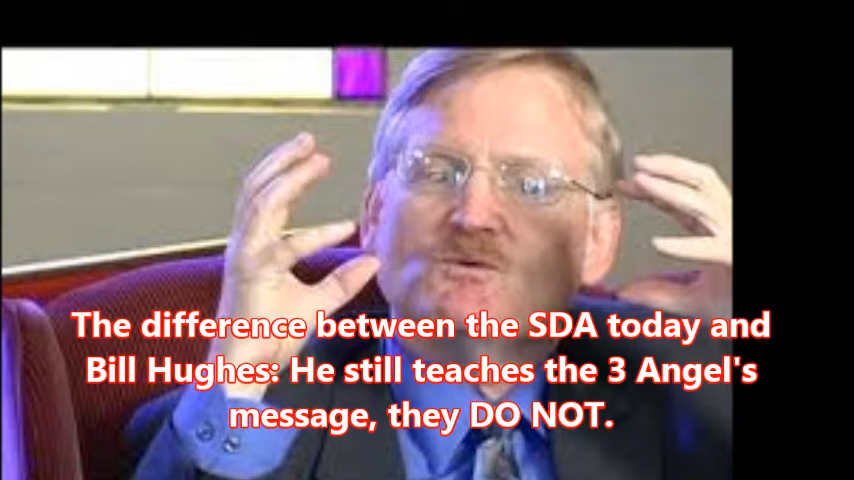 The difference between the SDA today and
Bill Hughes: He still teaches the 3 Angel's
message, they DO NOT.